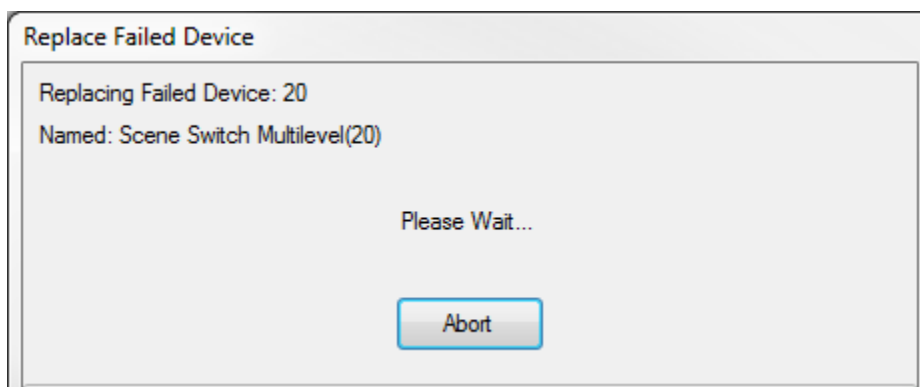 Replace Failed Device
Replacing Failed Device: 20
Named: Scene Switch Multilevel(20)
Please Wait...
Abort